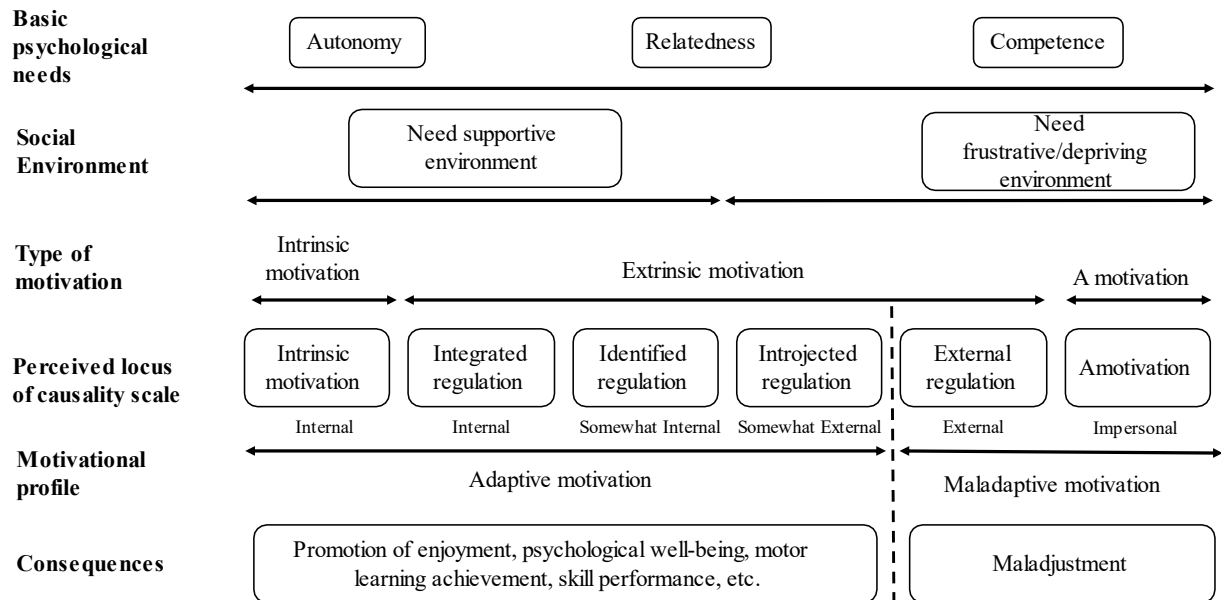 Basic
psychological
needs
Autonomy
Relatedness
Competence
Social
Environment
Need supportive
environment
Need
frustrative/depriving
environment
Type of
motivation
Intrinsic
motivation
Extrinsic motivation
A motivation
Perceived locus
of causality scale
Intrinsic
motivation
Integrated
regulation
Identified
regulation
Introjected
regulation
External
regulation
Amotivation
Internal
Internal
Somewhat Internal
Somewhat External
External
Impersonal
Motivational
profile
Adaptive motivation
Maladaptive motivation
Consequences
Promotion of enjoyment, psychological well-being, motor
learning achievement, skill performance, etc.
Maladjustment